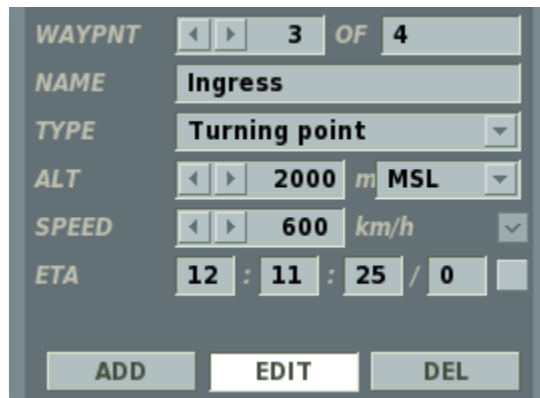 WAYPNT 3 OF 4
NAME Ingress
TYPE Turning point
ALT 2000 m MSL
SPEED 600 km/h
ETA 12 : 11 : 25 / 0
ADD EDIT DEL